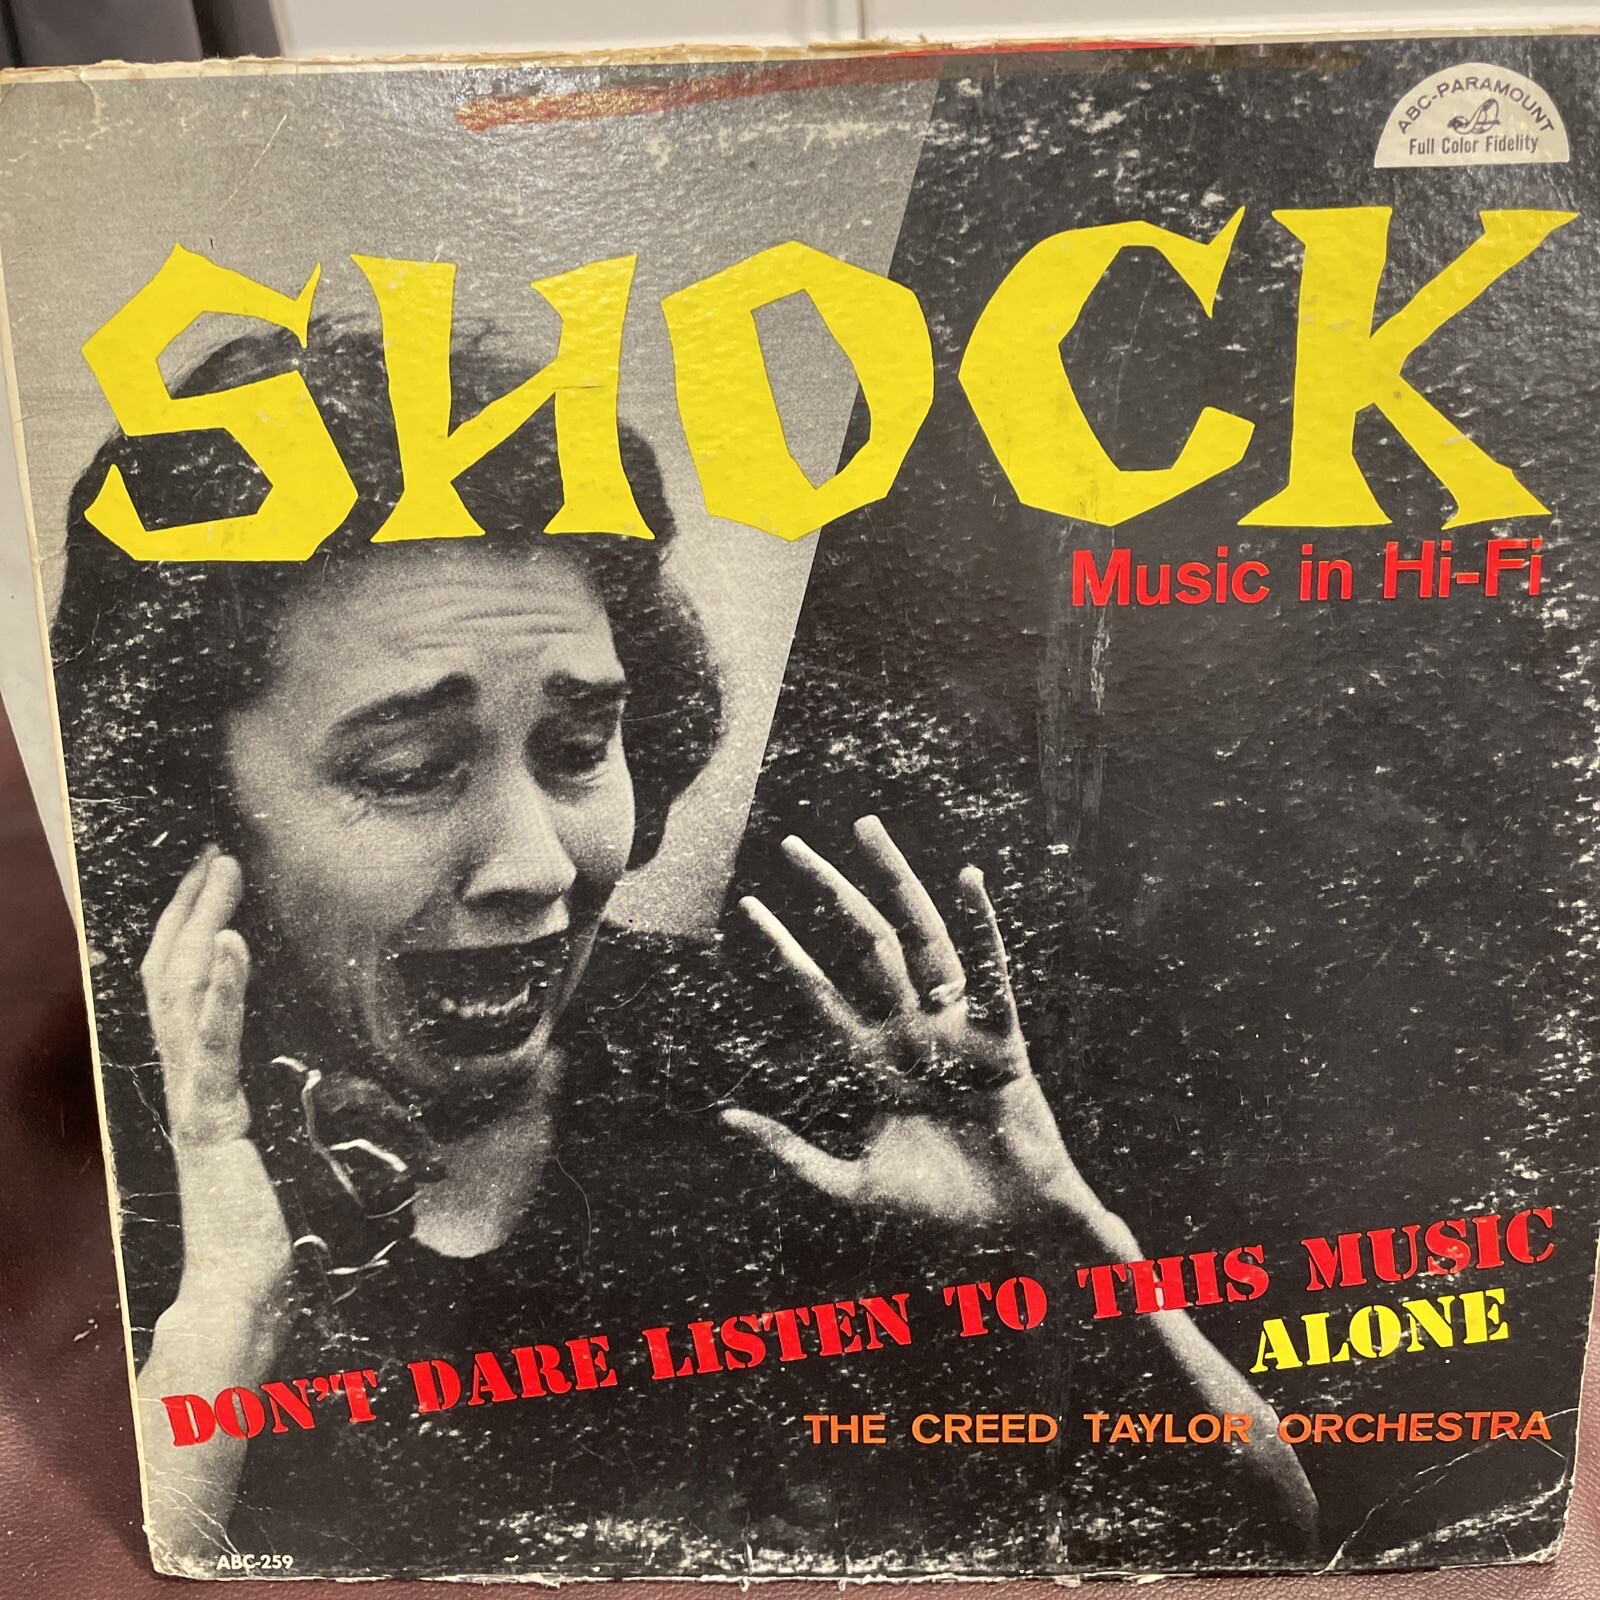 ABC-PARAMOUNT
Full Color Fidelity
SHOCK
Music in Hi-Fi
DON'T DARE LISTEN TO THIS MUSIC
ALONE
THE CREED TAYLOR ORCHESTRA
ABC-259